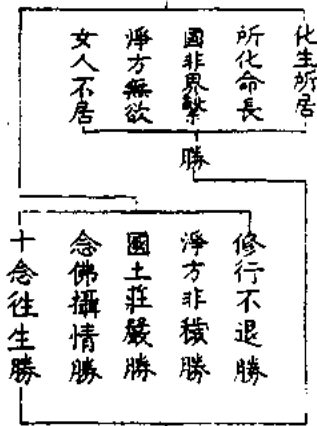 化生所居
所化命長
國非界繫
淨方無欲
女人不居
勝
修行不退勝
淨方非穢勝
國土莊嚴勝
念佛攝情勝
十念往生勝